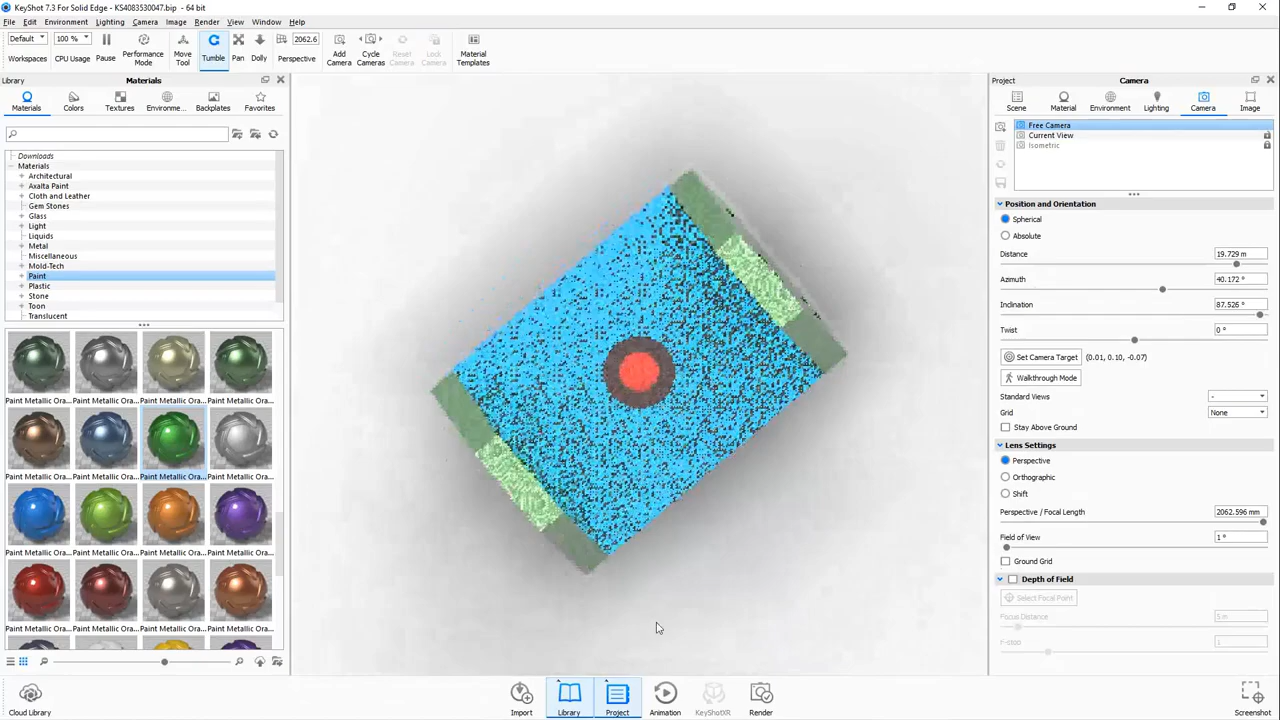 KeyShot 7.3 For Solid Edge - KS4083530047.bip - 64 bit
File Edit Environment Lighting Camera Image Render View Window Help
Default 100 % 2062.6
Workspaces CPU Usage Pause Performance Mode Move Tool Tumble Pan Dolly Perspective Add Camera Cycle Cameras Reset Camera Lock Camera Material Templates
Library Materials
Materials Colors Textures Environme... Backplates Favorites
Downloads
Materials
Architectural
Axalta Paint
Cloth and Leather
Gem Stones
Glass
Light
Liquids
Metal
Miscellaneous
Mold-Tech
Paint
Plastic
Stone
Toon
Translucent
Paint Metallic Ora... Paint Metallic Ora... Paint Metallic Ora... Paint Metallic Ora...
Paint Metallic Ora... Paint Metallic Ora... Paint Metallic Ora... Paint Metallic Ora...
Paint Metallic Ora... Paint Metallic Ora... Paint Metallic Ora... Paint Metallic Ora...
Paint Metallic Ora... Paint Metallic Ora... Paint Metallic Ora... Paint Metallic Ora...
Project Camera
Scene Material Environment Lighting Camera Image
Free Camera
Current View
Isometric
Position and Orientation
Spherical
Absolute
Distance 19.729 m
Azimuth 40.172 °
Inclination 87.526 °
Twist 0 °
Set Camera Target (0.01, 0.10, -0.07)
Walkthrough Mode
Standard Views -
Grid None
Stay Above Ground
Lens Settings
Perspective
Orthographic
Shift
Perspective / Focal Length 2062.596 mm
Field of View 1 °
Ground Grid
Depth of Field
Select Focal Point
Focus Distance 5 m
F-stop 1
Cloud Library Import Library Project Animation KeyShotXR Render Screenshot